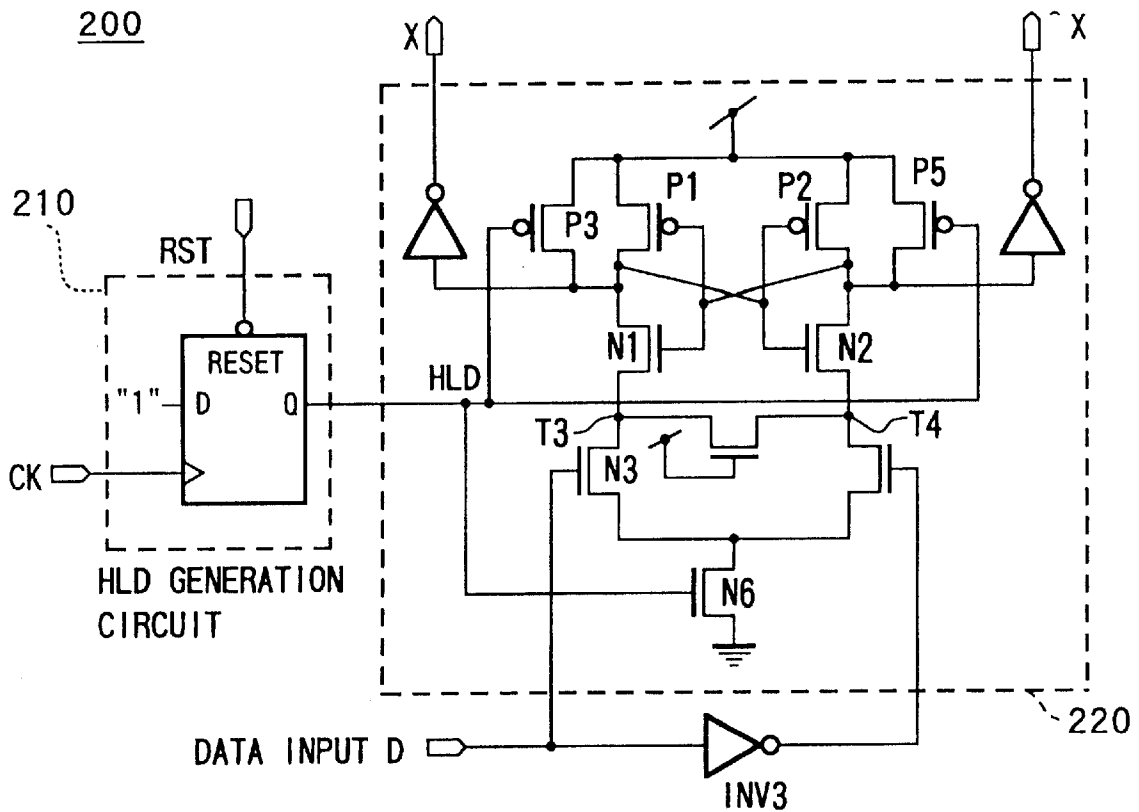 200
X
^X
210
RST
P3
P1
P2
P5
RESET
"1"
D
Q
HLD
N1
N2
T3
T4
CK
N3
HLD GENERATION
CIRCUIT
N6
220
DATA INPUT D
INV3